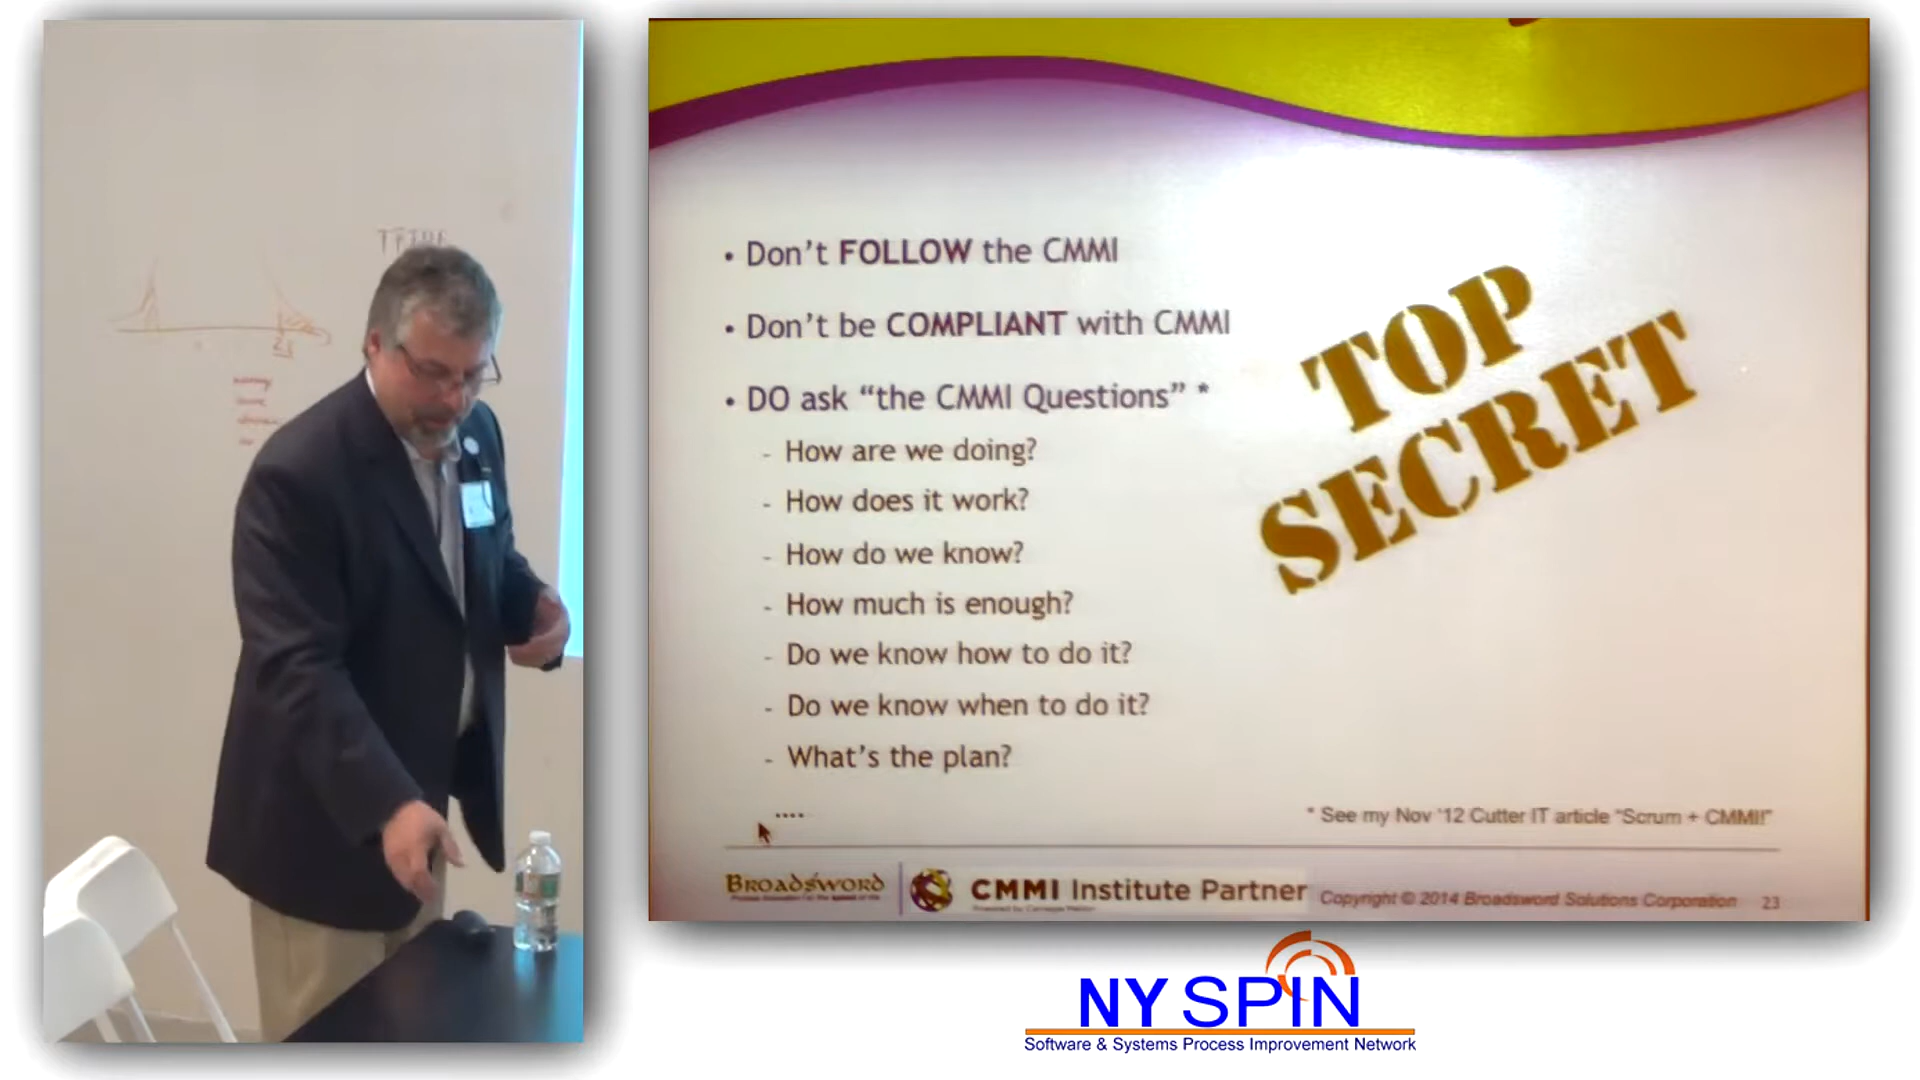 • Don't FOLLOW the CMMI
• Don't be COMPLIANT with CMMI
• DO ask “the CMMI Questions” *
- How are we doing?
- How does it work?
- How do we know?
- How much is enough?
- Do we know how to do it?
- Do we know when to do it?
- What's the plan?
....
TOP
SECRET
* See my Nov '12 Cutter IT article "Scrum + CMMI!"
BROADSWORD
CMMI Institute Partner
Copyright © 2014 Broadsword Solutions Corporation 23
NY SPIN
Software & Systems Process Improvement Network